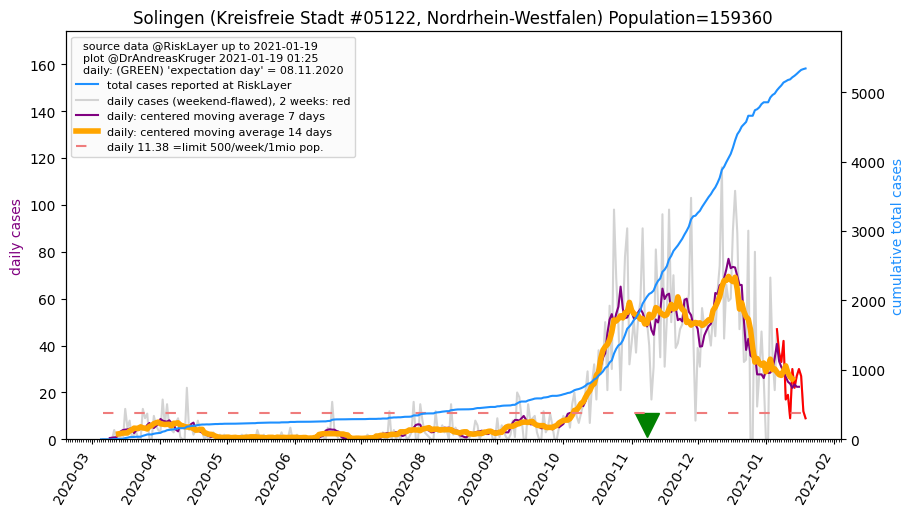 Solingen (Kreisfreie Stadt #05122, Nordrhein-Westfalen) Population=159360
source data @RiskLayer up to 2021-01-19
plot @DrAndreasKruger 2021-01-19 01:25
daily: (GREEN) 'expectation day' = 08.11.2020
total cases reported at RiskLayer
daily cases (weekend-flawed), 2 weeks: red
daily: centered moving average 7 days
daily: centered moving average 14 days
daily 11.38 =limit 500/week/1mio pop.
daily cases
160
140
120
100
80
60
40
20
0
cumulative total cases
5000
4000
3000
2000
1000
0
2020-03
2020-04
2020-05
2020-06
2020-07
2020-08
2020-09
2020-10
2020-11
2020-12
2021-01
2021-02